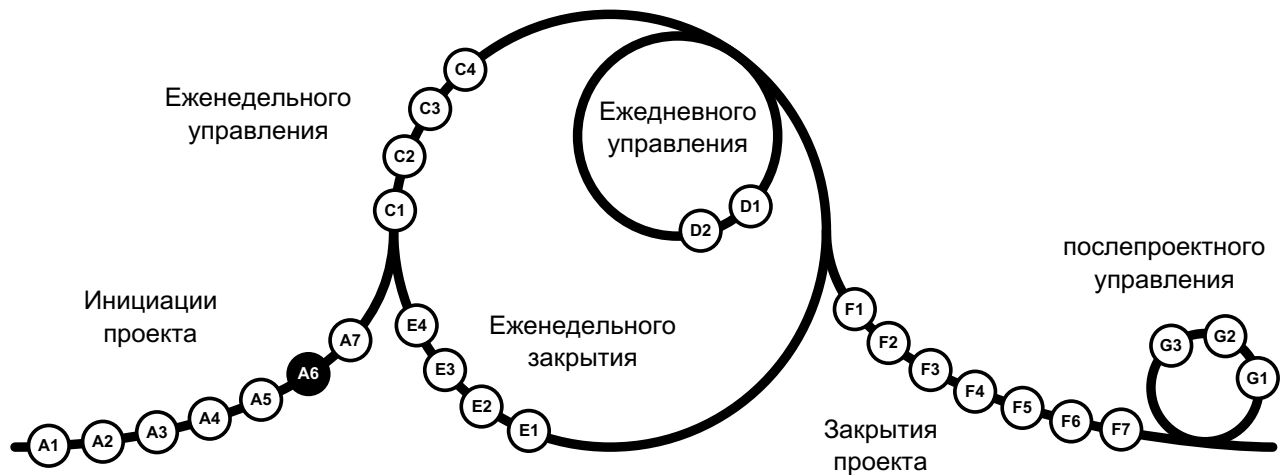 Инициации
проекта
A1
A2
A3
A4
A5
A6
A7
Еженедельного
управления
C1
C2
C3
C4
Ежедневного
управления
D1
D2
Еженедельного
закрытия
E1
E2
E3
E4
Закрытия
проекта
F1
F2
F3
F4
F5
F6
F7
послепроектного
управления
G1
G2
G3